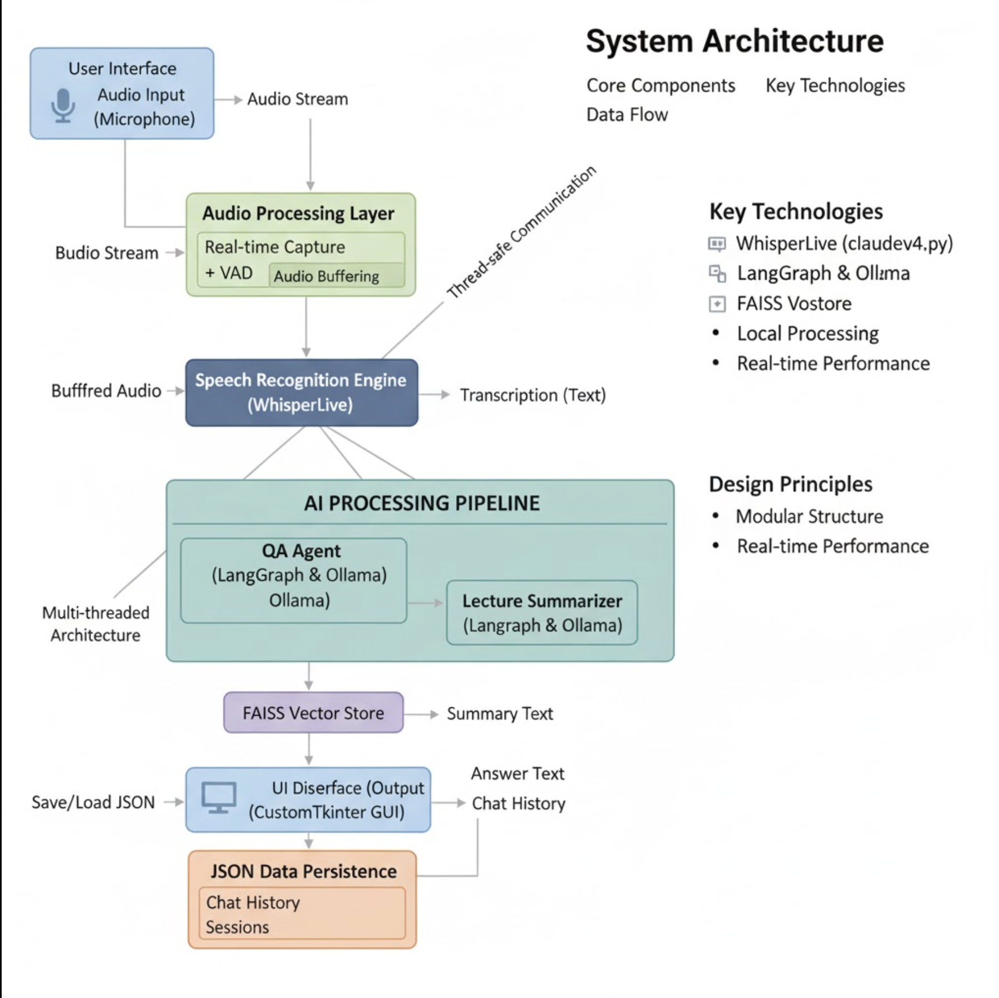 System Architecture
Core Components Key Technologies
Data Flow
User Interface
Audio Input
(Microphone)
Audio Stream
Audio Processing Layer
Real-time Capture
+ VAD
Audio Buffering
Budio Stream
Thread-safe Communication
Speech Recognition Engine
(WhisperLive)
Bufffred Audio
Transcription (Text)
AI PROCESSING PIPELINE
QA Agent
(LangGraph & Ollama)
Ollama)
Lecture Summarizer
(Langraph & Ollama)
Multi-threaded
Architecture
FAISS Vector Store
Summary Text
Save/Load JSON
UI Diserface (Output
(CustomTkinter GUI)
Answer Text
Chat History
JSON Data Persistence
Chat History
Sessions
Key Technologies
WhisperLive (claudev4.py)
LangGraph & Ollama
FAISS Vostore
• Local Processing
• Real-time Performance
Design Principles
• Modular Structure
• Real-time Performance